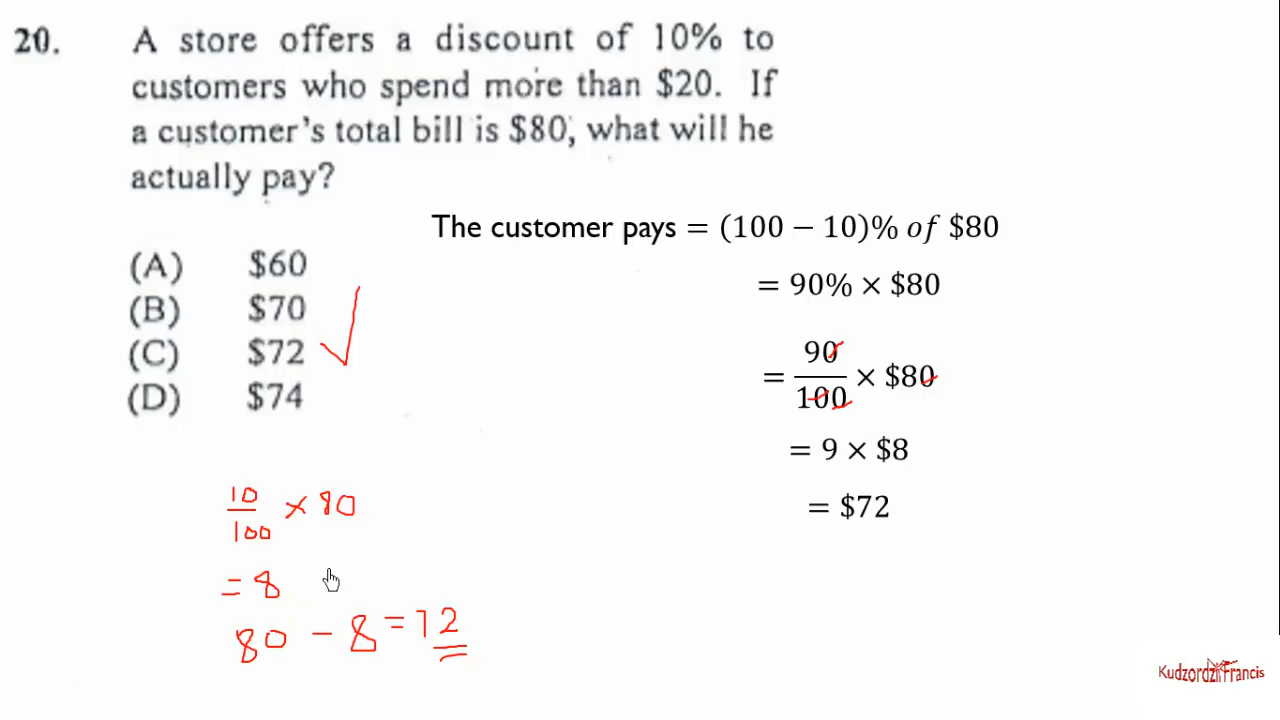 20. A store offers a discount of 10% to
customers who spend more than $20. If
a customer's total bill is $80, what will he
actually pay?
(A) $60
(B) $70
(C) $72
(D) $74
The customer pays = (100 − 10)% of $80
= 90% × $80
= 90/100 × $80
= 9 × $8
= $72
10/100 × 80
= 8
80 − 8 = 72
Kudzordzi Francis